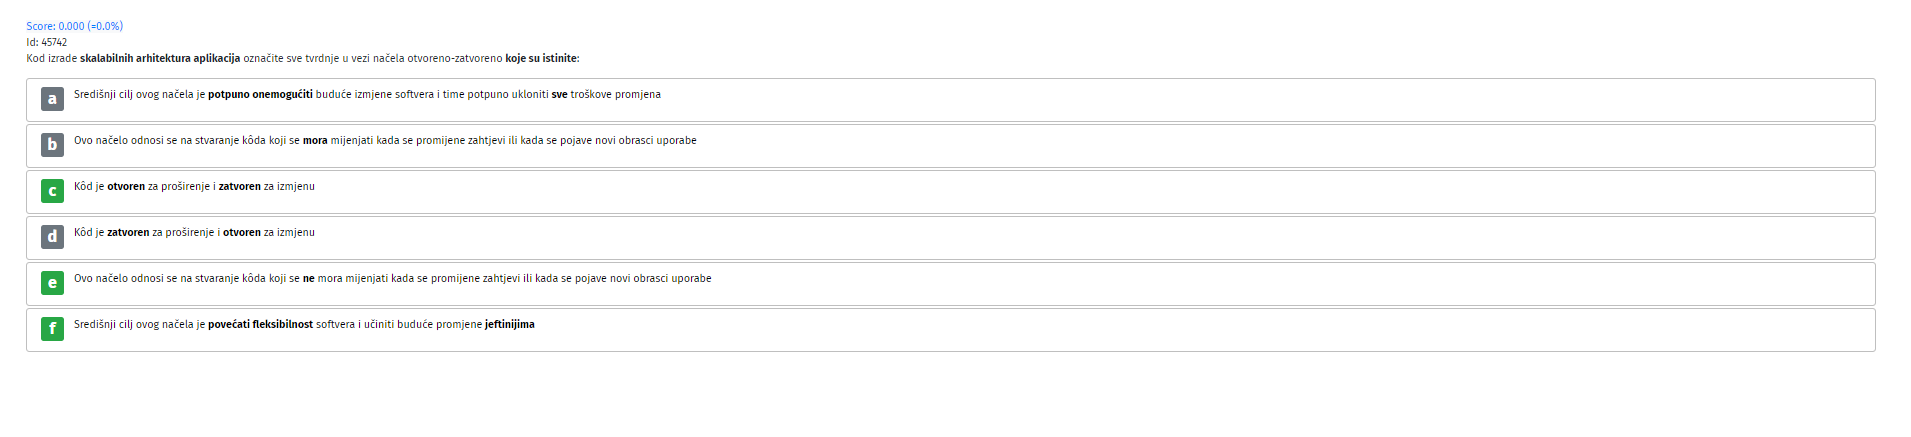 Score: 0.000 (=0.0%)
Id: 45742
Kod izrade skalabilnih arhitektura aplikacija označite sve tvrdnje u vezi načela otvoreno-zatvoreno koje su istinite:
a Središnji cilj ovog načela je potpuno onemogućiti buduće izmjene softvera i time potpuno ukloniti sve troškove promjena
b Ovo načelo odnosi se na stvaranje kôda koji se mora mijenjati kada se promijene zahtjevi ili kada se pojave novi obrasci uporabe
c Kôd je otvoren za proširenje i zatvoren za izmjenu
d Kôd je zatvoren za proširenje i otvoren za izmjenu
e Ovo načelo odnosi se na stvaranje kôda koji se ne mora mijenjati kada se promijene zahtjevi ili kada se pojave novi obrasci uporabe
f Središnji cilj ovog načela je povećati fleksibilnost softvera i učiniti buduće promjene jeftinijima